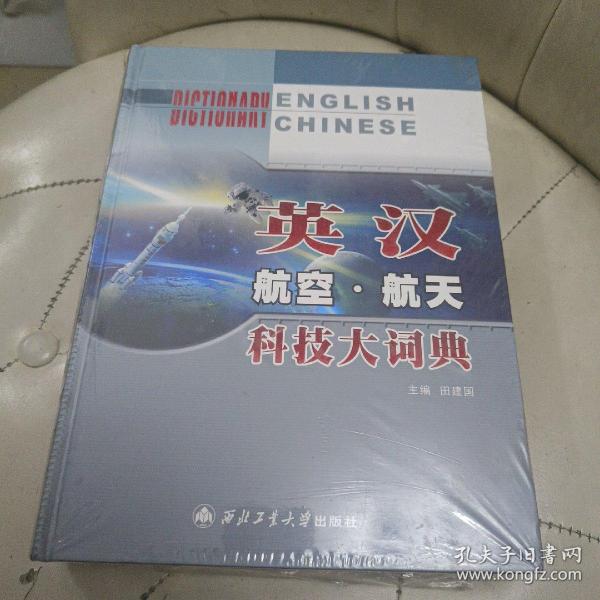 DICTIONARY ENGLISH
DICTIONARY CHINESE
英汉
航空·航天
科技大词典
主编 田建国
西北工业大学出版社
孔夫子旧书网
www.kongfz.com